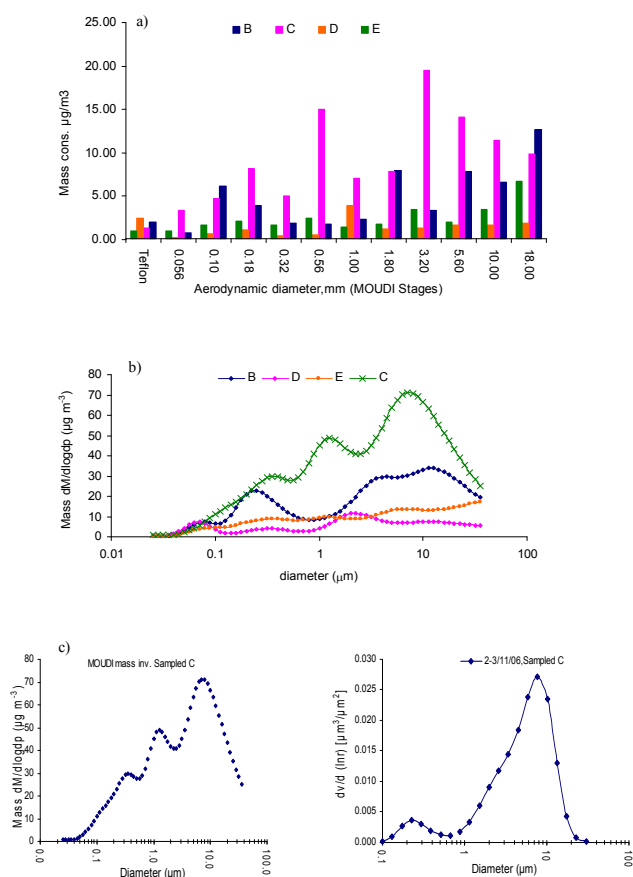 a)
B C D E
25.00
20.00
15.00
10.00
5.00
0.00
Mass cons. µg/m3
Teflon 0.056 0.10 0.18 0.32 0.56 1.00 1.80 3.20 5.60 10.00 18.00
Aerodynamic diameter,mm (MOUDI Stages)
b)
B D E C
80
70
60
50
40
30
20
10
0
Mass dM/dlogdp (µg m-3)
0.01 0.1 1 10 100
diameter (µm)
c)
MOUDI mass inv. Sampled C
80
70
60
50
40
30
20
10
0
Mass dM/dlogdp (µg m-3)
0.0 0.1 1.0 10.0 100.0
Diameter (µm)
2-3/11/06,Sampled C
0.030
0.025
0.020
0.015
0.010
0.005
0.000
dv/d (lnr) [µm3/µm2]
0.1 1 10 100
Diameter (µm)